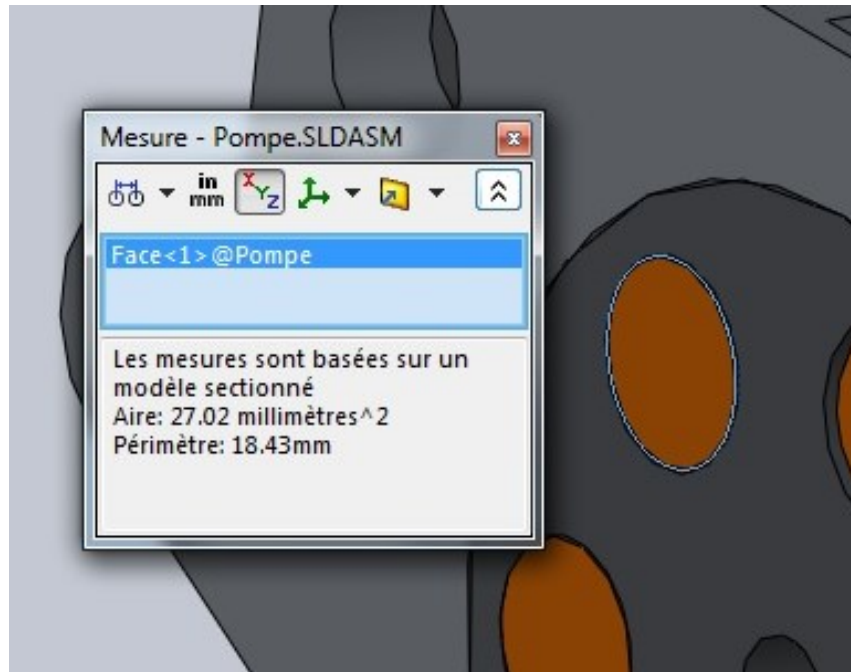 Mesure - Pompe.SLDASM
in
mm
X
Y
Z
Face<1>@Pompe
Les mesures sont basées sur un
modèle sectionné
Aire: 27.02 millimètres^2
Périmètre: 18.43mm